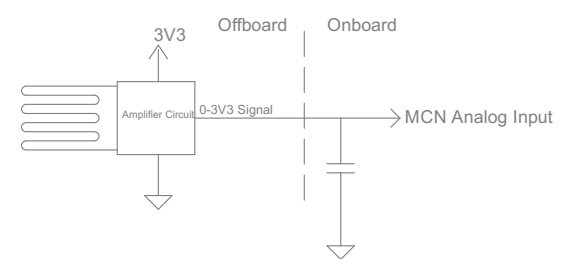 Offboard
Onboard
3V3
Amplifier Circuit
0-3V3 Signal
MCN Analog Input